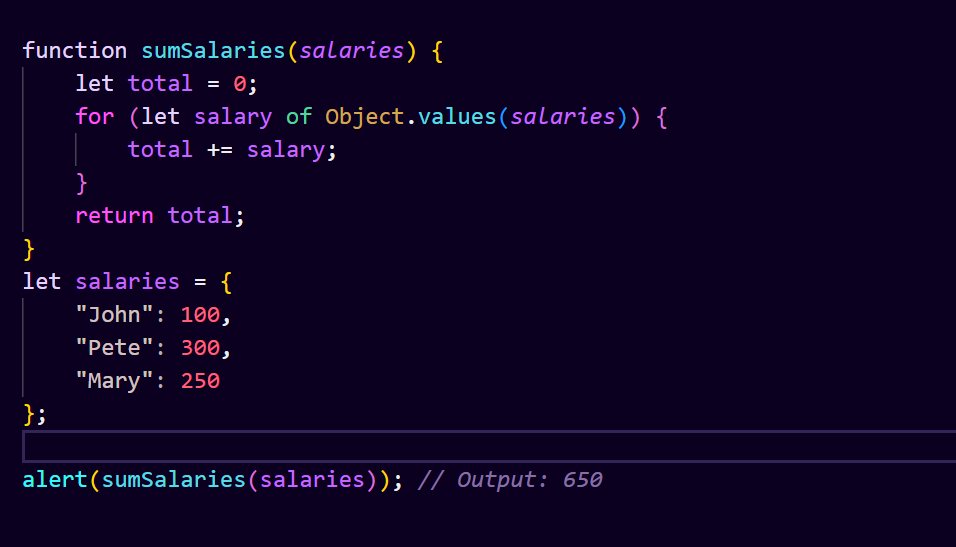 function sumSalaries(salaries) {
    let total = 0;
    for (let salary of Object.values(salaries)) {
        total += salary;
    }
    return total;
}
let salaries = {
    "John": 100,
    "Pete": 300,
    "Mary": 250
};
alert(sumSalaries(salaries)); // Output: 650